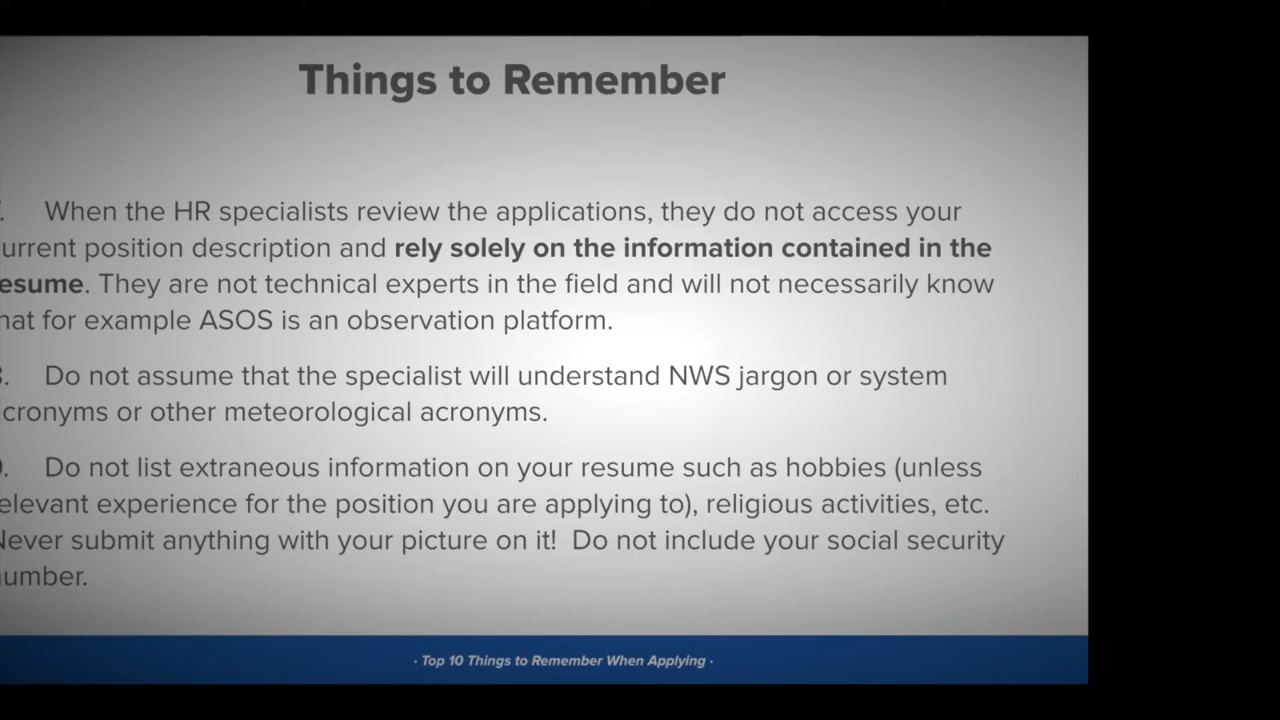 Things to Remember
. When the HR specialists review the applications, they do not access your
urrent position description and rely solely on the information contained in the
esume. They are not technical experts in the field and will not necessarily know
hat for example ASOS is an observation platform.
. Do not assume that the specialist will understand NWS jargon or system
cronyms or other meteorological acronyms.
. Do not list extraneous information on your resume such as hobbies (unless
elevant experience for the position you are applying to), religious activities, etc.
Never submit anything with your picture on it! Do not include your social security
umber.
· Top 10 Things to Remember When Applying ·